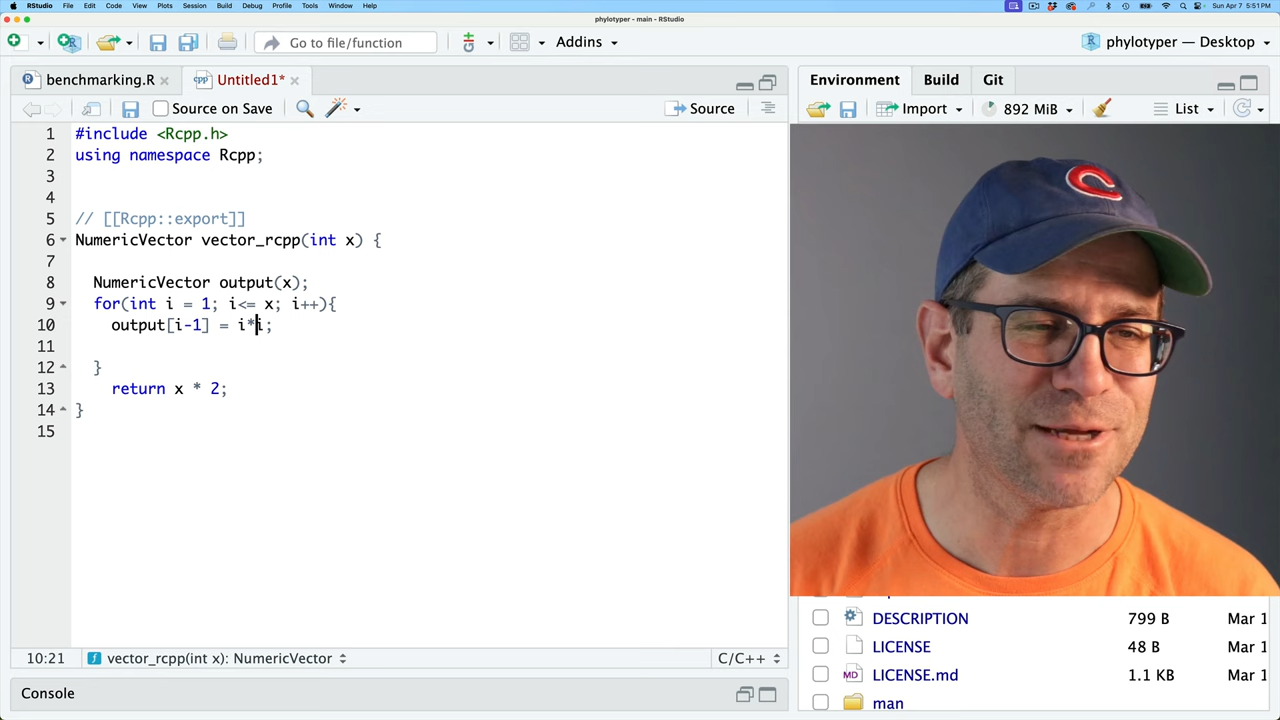 RStudio File Edit Code View Plots Session Build Debug Profile Tools Window Help Sun Apr 7 5:51 PM
phylotyper - main - RStudio
Go to file/function Addins phylotyper — Desktop
benchmarking.R Untitled1*
Source on Save Source
1 #include <Rcpp.h>
2 using namespace Rcpp;
3
4
5 // [[Rcpp::export]]
6 NumericVector vector_rcpp(int x) {
7
8 NumericVector output(x);
9 for(int i = 1; i<= x; i++){
10 output[i-1] = i*i;
11
12 }
13 return x * 2;
14 }
15
10:21 vector_rcpp(int x): NumericVector C/C++
Console
Environment Build Git
Import 892 MiB List
C
DESCRIPTION 799 B Mar 1
LICENSE 48 B Mar 1
LICENSE.md 1.1 KB Mar 1
man